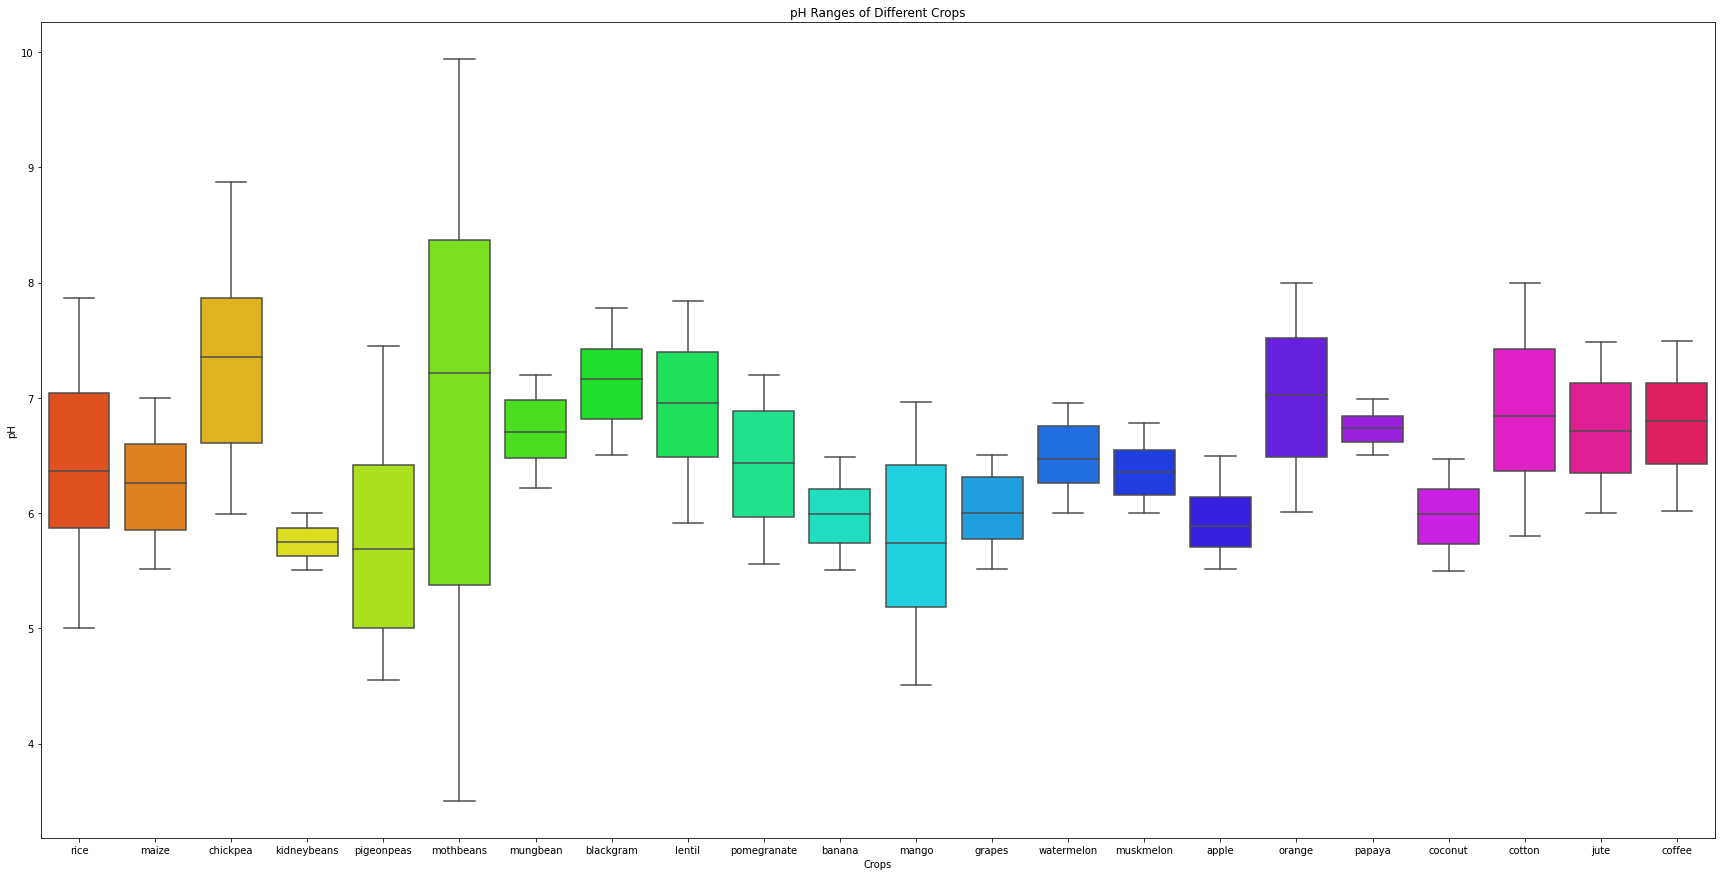 pH Ranges of Different Crops
10
9
8
7
6
5
4
pH
rice maize chickpea kidneybeans pigeonpeas mothbeans mungbean blackgram lentil pomegranate banana mango grapes watermelon muskmelon apple orange papaya coconut cotton jute coffee
Crops